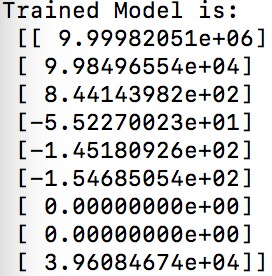 Trained Model is:
[[ 9.99982051e+06]
[ 9.98496554e+04]
[ 8.44143982e+02]
[-5.52270023e+01]
[-1.45180926e+02]
[-1.54685054e+02]
[ 0.00000000e+00]
[ 0.00000000e+00]
[ 3.96084674e+04]]